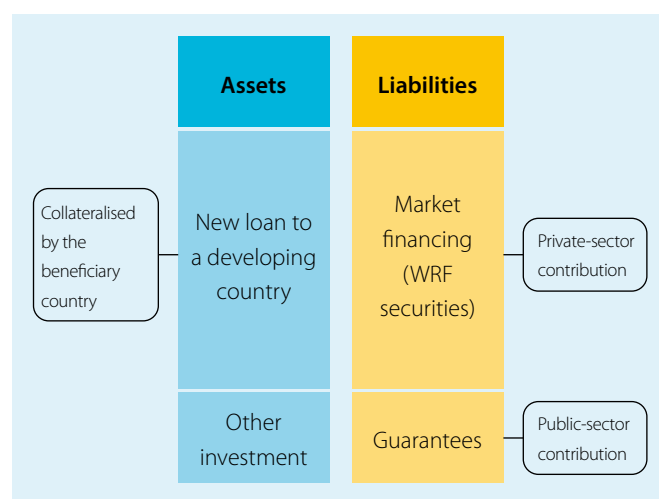 Assets
Liabilities
Collateralised
by the
beneficiary
country
New loan to
a developing
country
Market
financing
(WRF
securities)
Private-sector
contribution
Other
investment
Guarantees
Public-sector
contribution